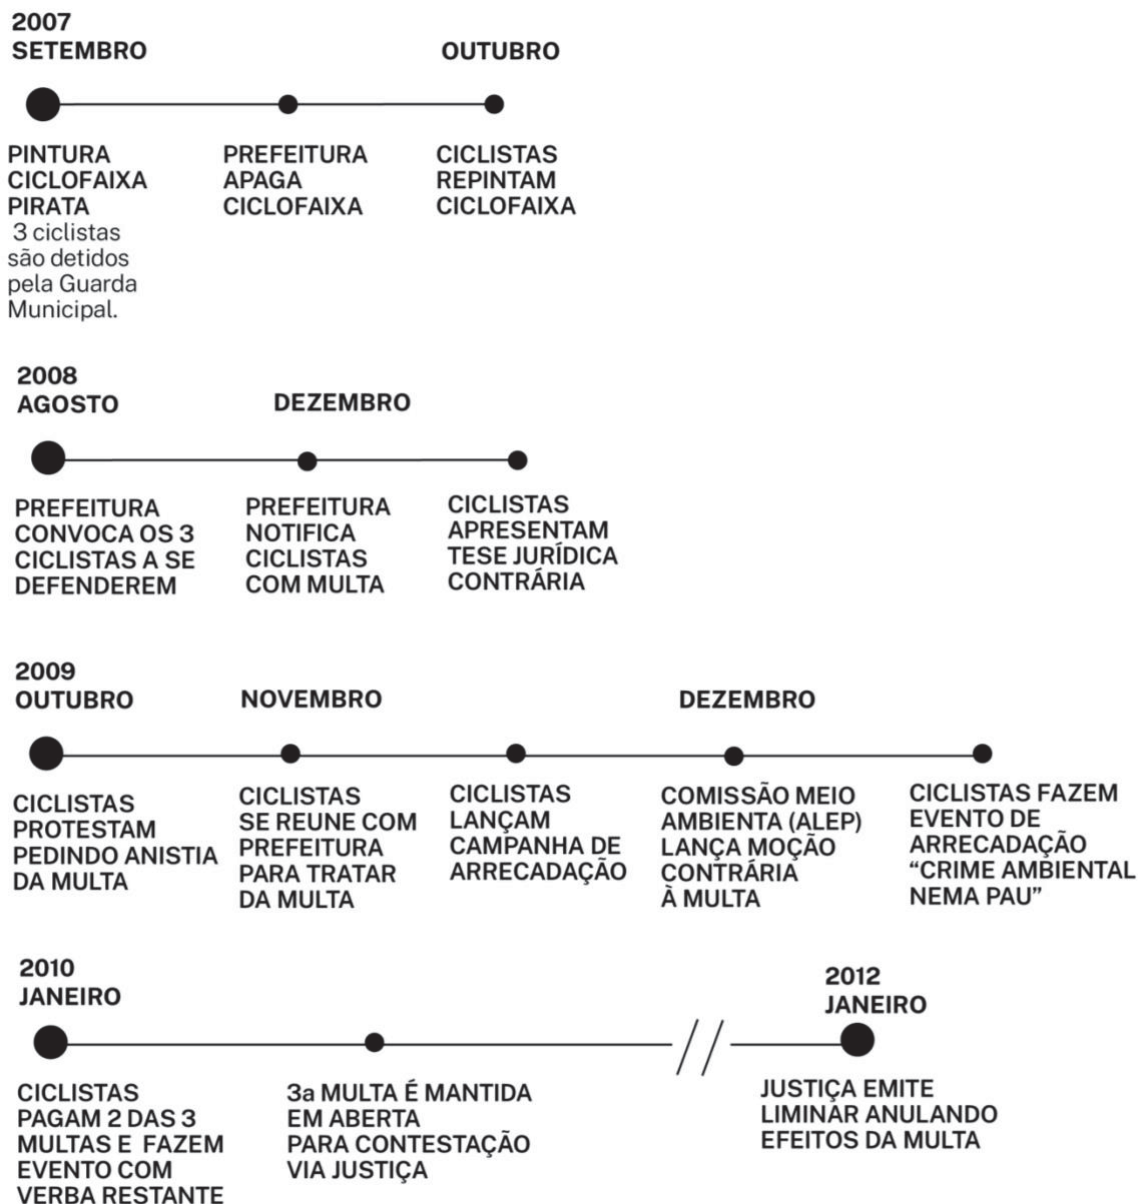 2007
SETEMBRO
OUTUBRO
PINTURA
CICLOFAIXA
PIRATA
3 ciclistas
são detidos
pela Guarda
Municipal.
PREFEITURA
APAGA
CICLOFAIXA
CICLISTAS
REPINTAM
CICLOFAIXA
2008
AGOSTO
DEZEMBRO
PREFEITURA
CONVOCA OS 3
CICLISTAS A SE
DEFENDEREM
PREFEITURA
NOTIFICA
CICLISTAS
COM MULTA
CICLISTAS
APRESENTAM
TESE JURÍDICA
CONTRÁRIA
2009
OUTUBRO
NOVEMBRO
DEZEMBRO
CICLISTAS
PROTESTAM
PEDINDO ANISTIA
DA MULTA
CICLISTAS
SE REUNE COM
PREFEITURA
PARA TRATAR
DA MULTA
CICLISTAS
LANÇAM
CAMPANHA DE
ARRECADAÇÃO
COMISSÃO MEIO
AMBIENTA (ALEP)
LANÇA MOÇÃO
CONTRÁRIA
À MULTA
CICLISTAS FAZEM
EVENTO DE
ARRECADAÇÃO
“CRIME AMBIENTAL
NEMA PAU”
2010
JANEIRO
2012
JANEIRO
CICLISTAS
PAGAM 2 DAS 3
MULTAS E FAZEM
EVENTO COM
VERBA RESTANTE
3a MULTA É MANTIDA
EM ABERTA
PARA CONTESTAÇÃO
VIA JUSTIÇA
JUSTIÇA EMITE
LIMINAR ANULANDO
EFEITOS DA MULTA